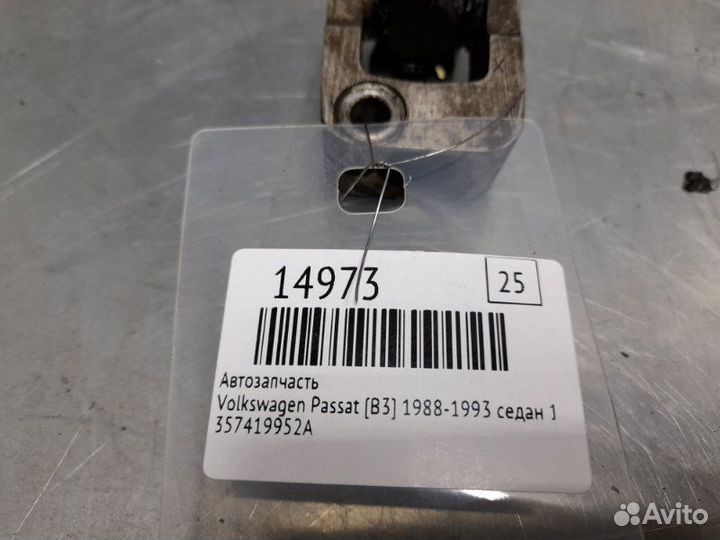 14973
25
Автозапчасть
Volkswagen Passat [B3] 1988-1993 седан 1
357419952A
Avito